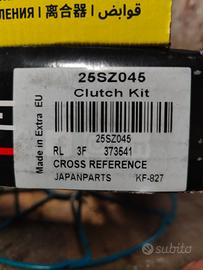 ЛЕНИЯ | 离合器 | قوابض
25SZ045
Clutch Kit
Made in Extra EU
25SZ045
RL 3F 373541
CROSS REFERENCE
JAPANPARTS KF-827
subito